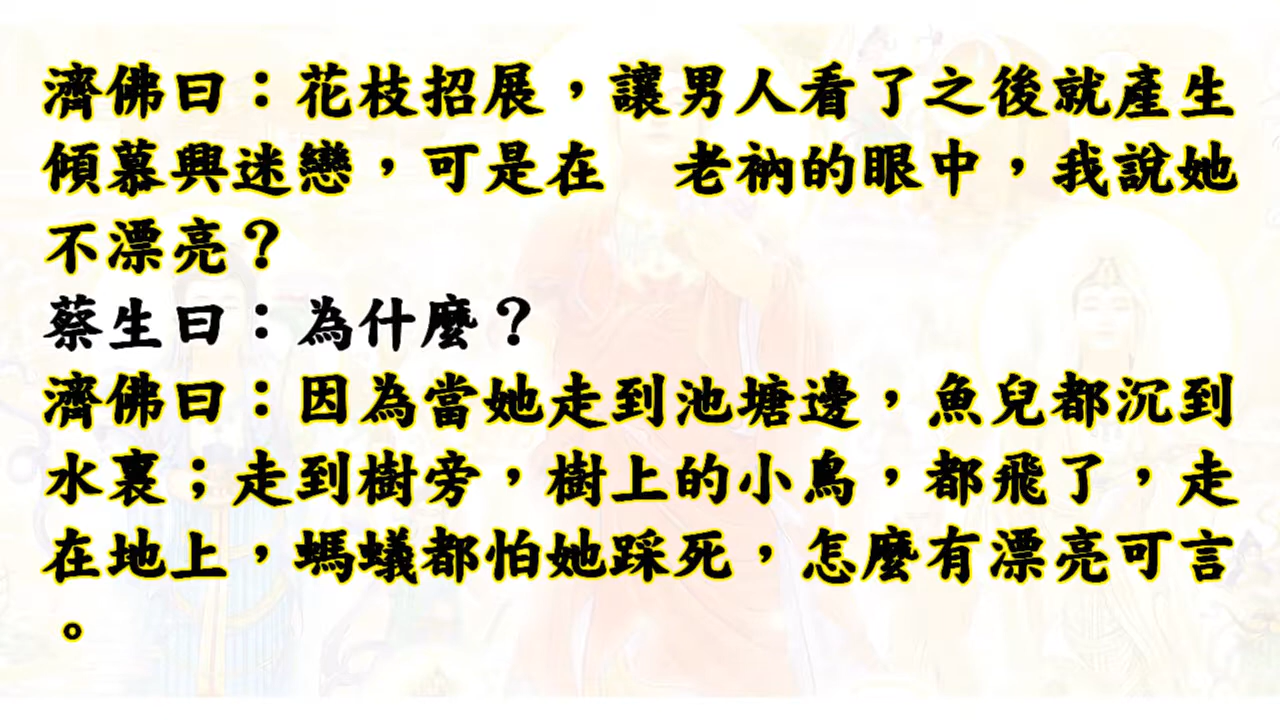 濟佛曰：花枝招展，讓男人看了之後就產生
傾慕興迷戀，可是在　老衲的眼中，我說她
不漂亮？
蔡生曰：為什麼？
濟佛曰：因為當她走到池塘邊，魚兒都沉到
水裏；走到樹旁，樹上的小鳥，都飛了，走
在地上，螞蟻都怕她踩死，怎麼有漂亮可言
。